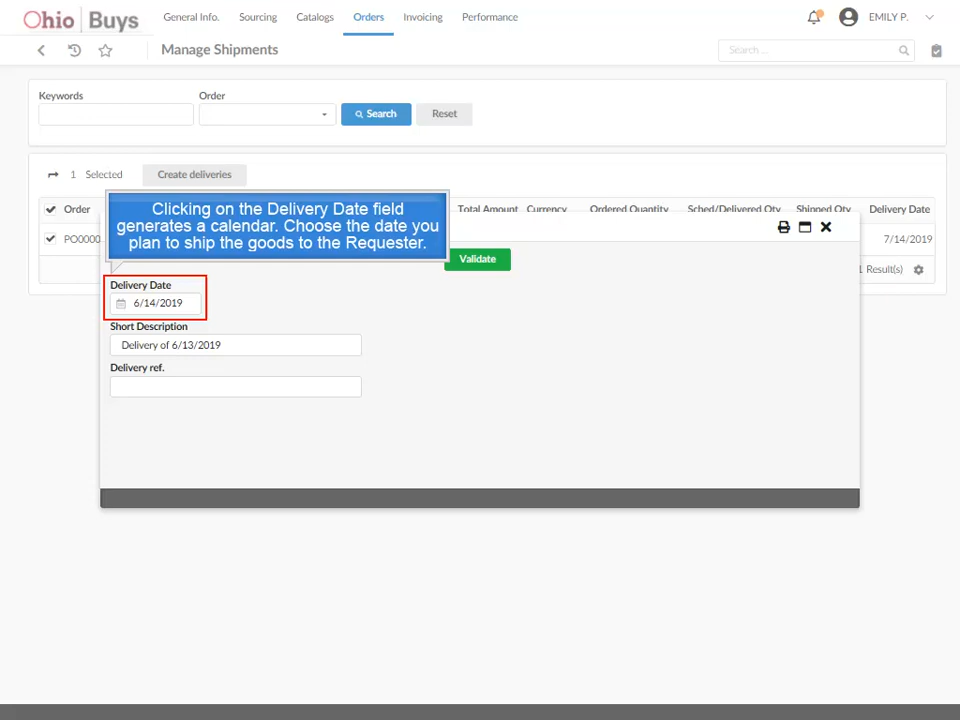 Ohio Buys General Info. Sourcing Catalogs Orders Invoicing Performance EMILY P.
Manage Shipments Search...
Keywords Order
Search Reset
1 Selected Create deliveries
Order Total Amount Currency Ordered Quantity Sched/Delivered Qty Shipped Qty Delivery Date
Clicking on the Delivery Date field
generates a calendar. Choose the date you
plan to ship the goods to the Requester.
PO0000 7/14/2019
Validate
1 Result(s)
Delivery Date
6/14/2019
Short Description
Delivery of 6/13/2019
Delivery ref.